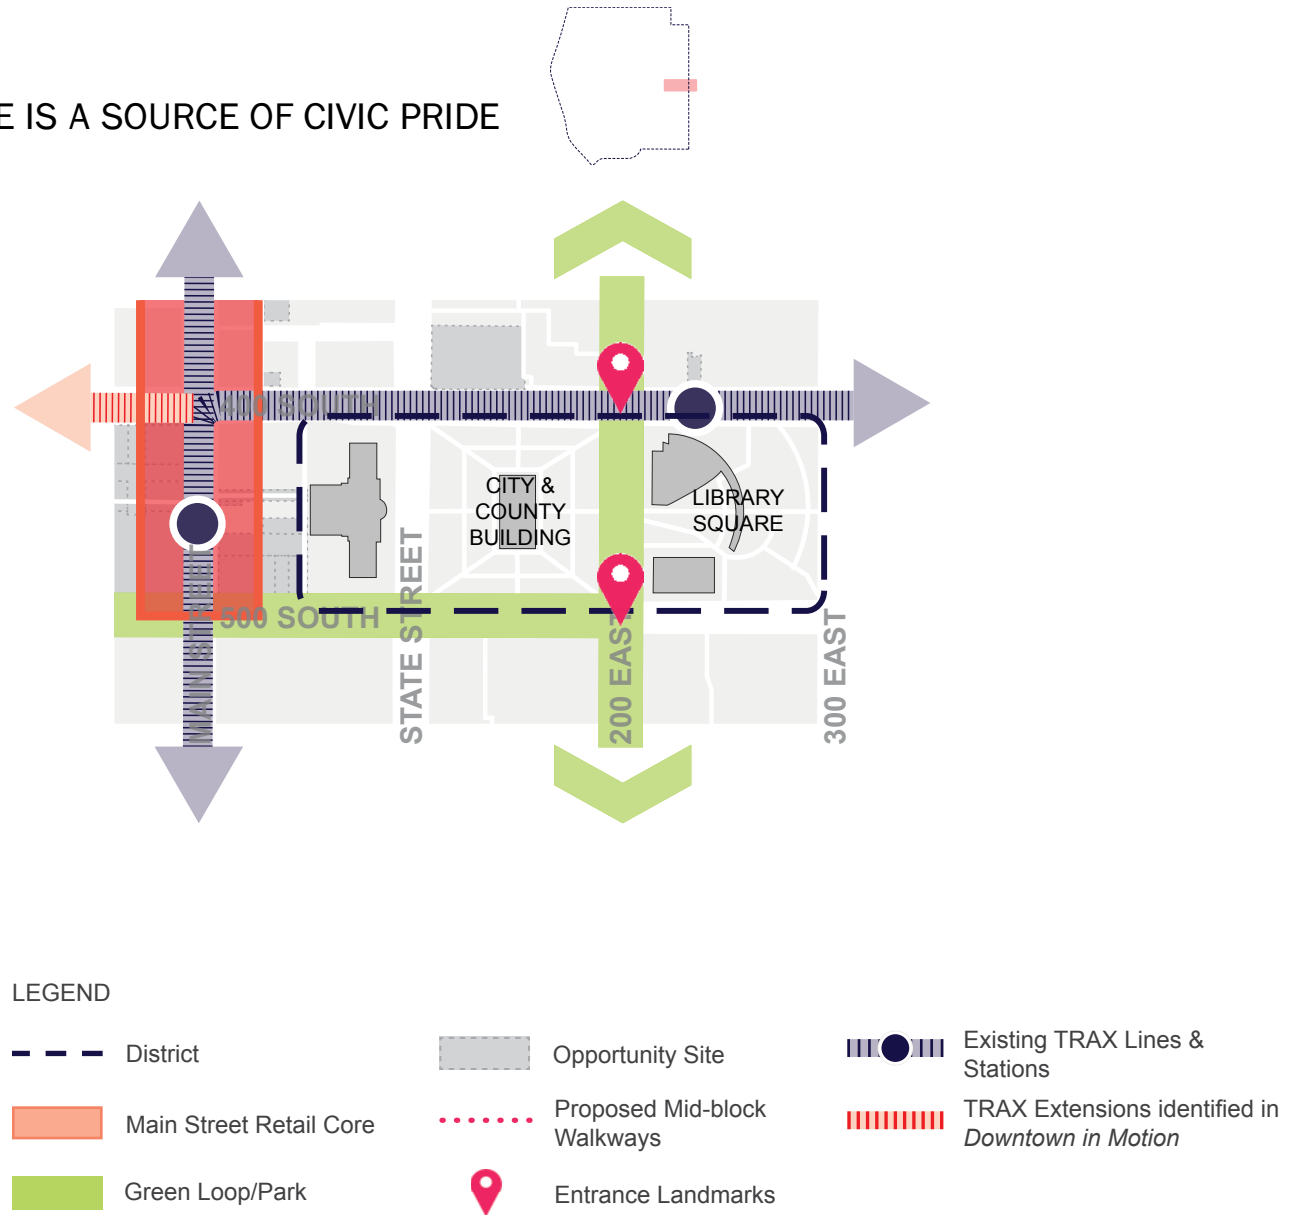 E IS A SOURCE OF CIVIC PRIDE
400 SOUTH
CITY &
COUNTY
BUILDING
LIBRARY
SQUARE
500 SOUTH
MAIN STREET
STATE STREET
200 EAST
300 EAST
LEGEND
District
Main Street Retail Core
Green Loop/Park
Opportunity Site
Proposed Mid-block
Walkways
Entrance Landmarks
Existing TRAX Lines &
Stations
TRAX Extensions identified in
Downtown in Motion